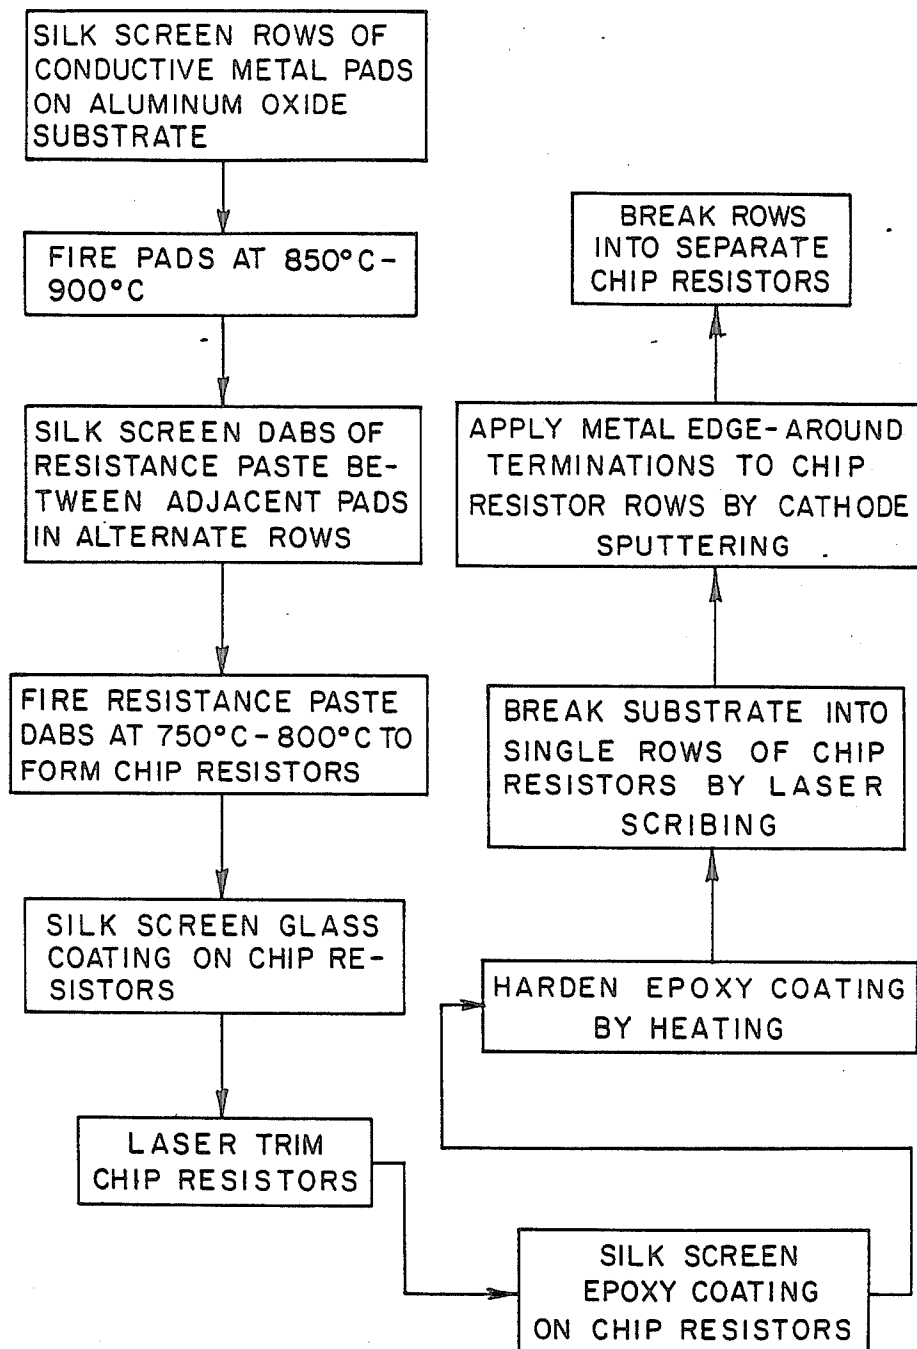 SILK SCREEN ROWS OF
CONDUCTIVE METAL PADS
ON ALUMINUM OXIDE
SUBSTRATE
FIRE PADS AT 850°C-
900°C
SILK SCREEN DABS OF
RESISTANCE PASTE BE-
TWEEN ADJACENT PADS
IN ALTERNATE ROWS
FIRE RESISTANCE PASTE
DABS AT 750°C-800°C TO
FORM CHIP RESISTORS
SILK SCREEN GLASS
COATING ON CHIP RE-
SISTORS
LASER TRIM
CHIP RESISTORS
SILK SCREEN
EPOXY COATING
ON CHIP RESISTORS
HARDEN EPOXY COATING
BY HEATING
BREAK SUBSTRATE INTO
SINGLE ROWS OF CHIP
RESISTORS BY LASER
SCRIBING
APPLY METAL EDGE-AROUND
TERMINATIONS TO CHIP
RESISTOR ROWS BY CATHODE
SPUTTERING
BREAK ROWS
INTO SEPARATE
CHIP RESISTORS